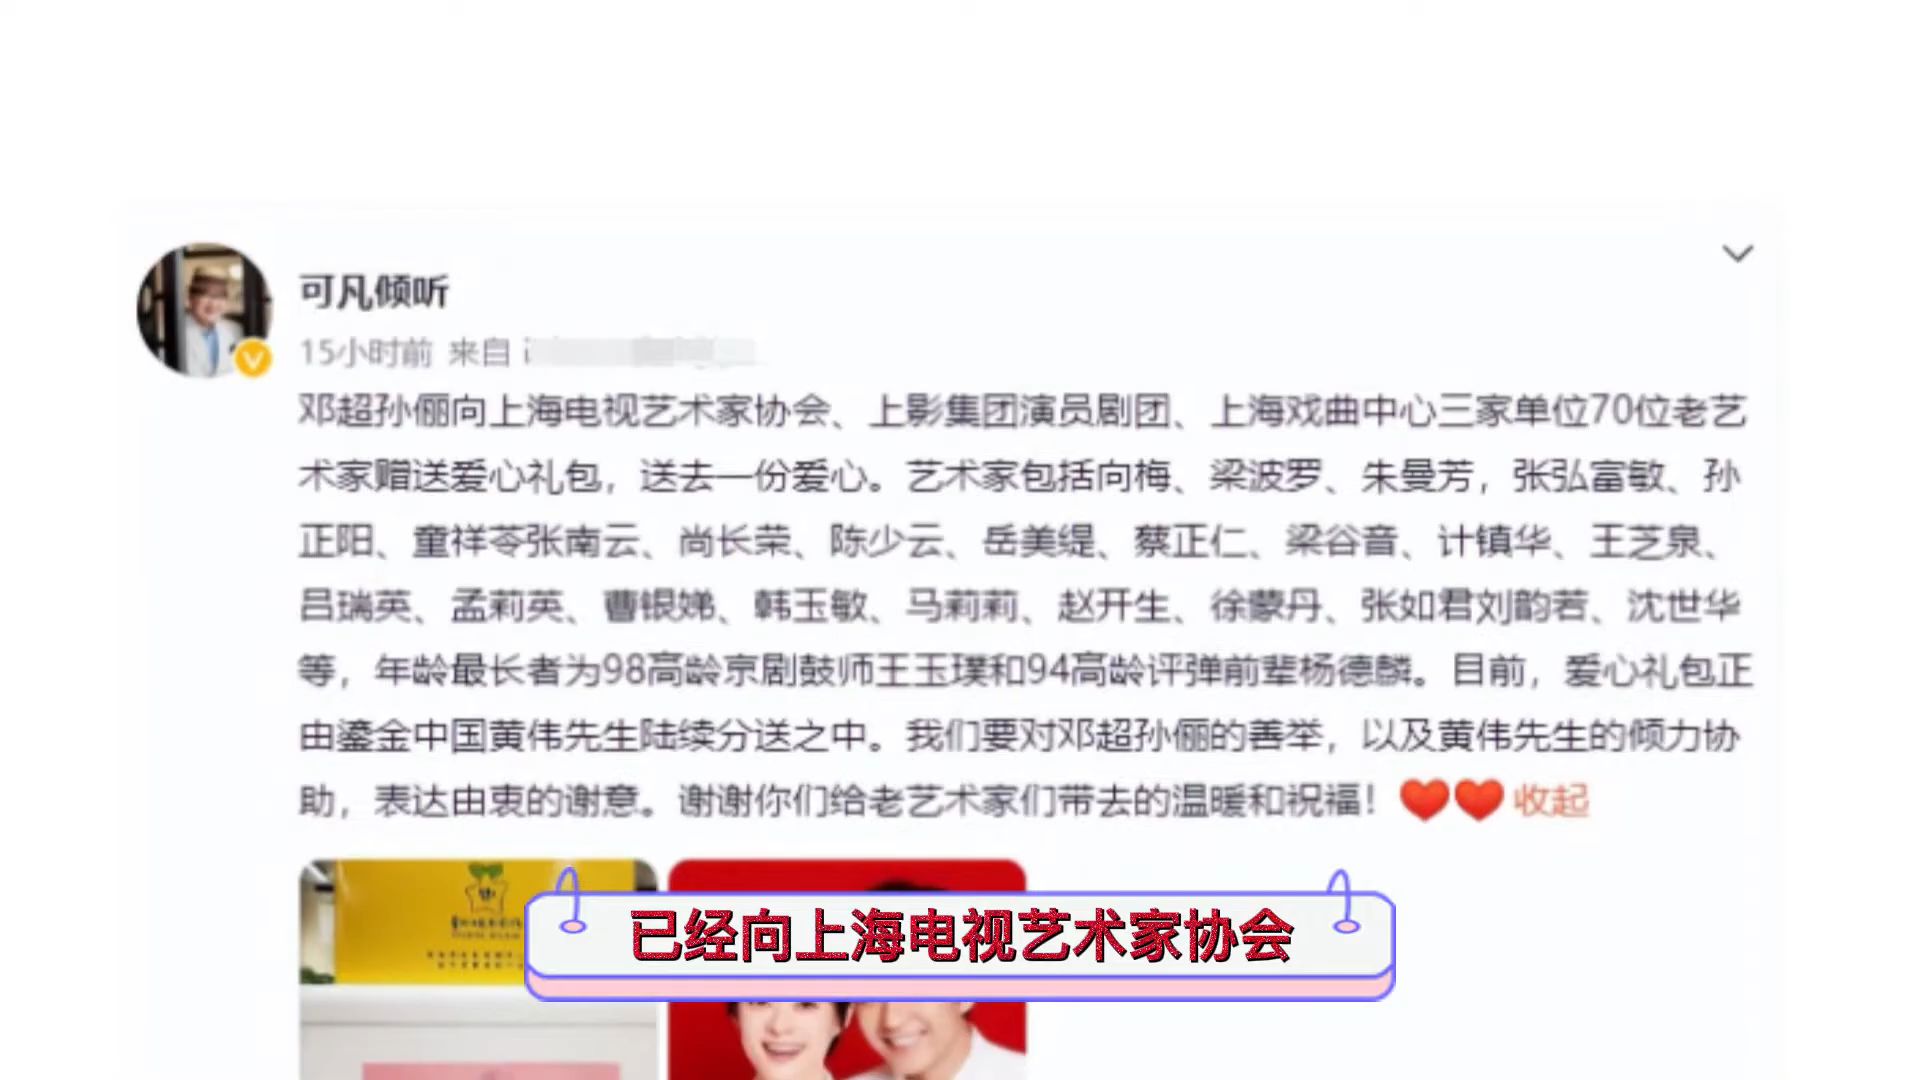 可凡倾听
15小时前 来自
邓超孙俪向上海电视艺术家协会、上影集团演员剧团、上海戏曲中心三家单位70位老艺
术家赠送爱心礼包，送去一份爱心。艺术家包括向梅、梁波罗、朱曼芳，张弘富敏、孙
正阳、童祥苓张南云、尚长荣、陈少云、岳美缇、蔡正仁、梁谷音、计镇华、王芝泉、
吕瑞英、孟莉英、曹银娣、韩玉敏、马莉莉、赵开生、徐蒙丹、张如君刘韵若、沈世华
等，年龄最长者为98高龄京剧鼓师王玉璞和94高龄评弹前辈杨德麟。目前，爱心礼包正
由鎏金中国黄伟先生陆续分送之中。我们要对邓超孙俪的善举，以及黄伟先生的倾力协
助，表达由衷的谢意。谢谢你们给老艺术家们带去的温暖和祝福！❤❤收起
已经向上海电视艺术家协会